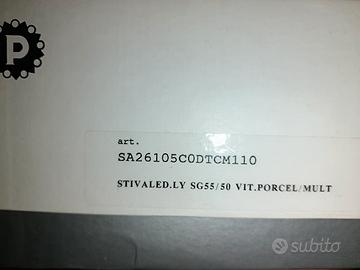 P
art.
SA26105C0DTCM110
STIVALED.LY SG55/50 VIT.PORCEL/MULT
subito